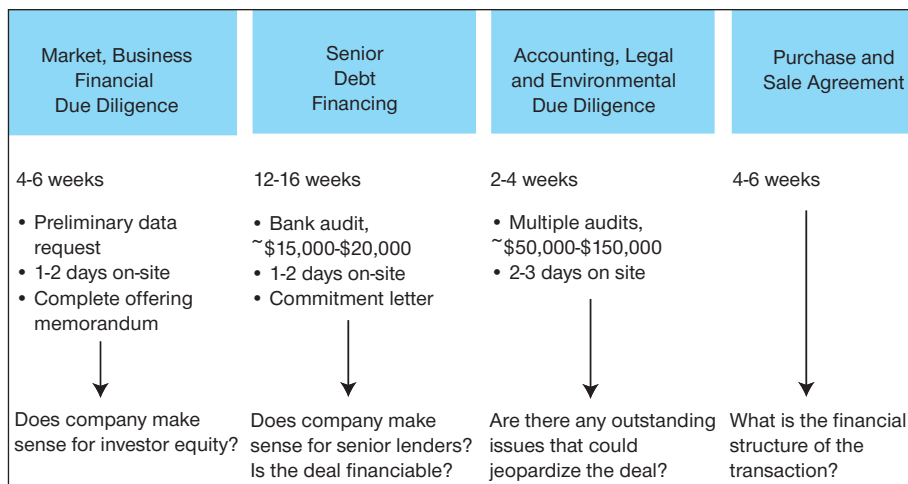 Market, Business
Financial
Due Diligence
Senior
Debt
Financing
Accounting, Legal
and Environmental
Due Diligence
Purchase and
Sale Agreement
4-6 weeks
• Preliminary data
request
• 1-2 days on-site
• Complete offering
memorandum
12-16 weeks
• Bank audit,
~$15,000-$20,000
• 1-2 days on-site
• Commitment letter
2-4 weeks
• Multiple audits,
~$50,000-$150,000
• 2-3 days on site
4-6 weeks
Does company make
sense for investor equity?
Does company make
sense for senior lenders?
Is the deal financiable?
Are there any outstanding
issues that could
jeopardize the deal?
What is the financial
structure of the
transaction?